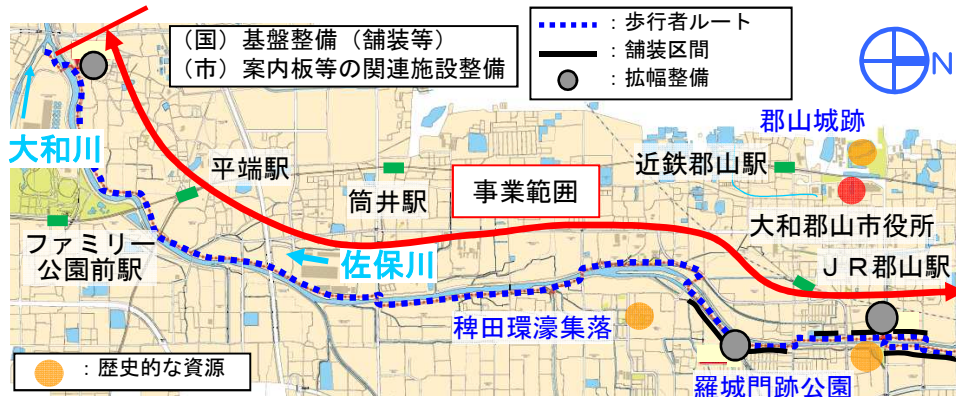 (国) 基盤整備 (舗装等)
(市) 案内板等の関連施設整備
:歩行者ルート
:舗装区間
:拡幅整備
N
郡山城跡
大和川
平端駅
筒井駅
事業範囲
近鉄郡山駅
大和郡山市役所
ファミリー
公園前駅
佐保川
JR郡山駅
稗田環濠集落
羅城門跡公園
:歴史的な資源